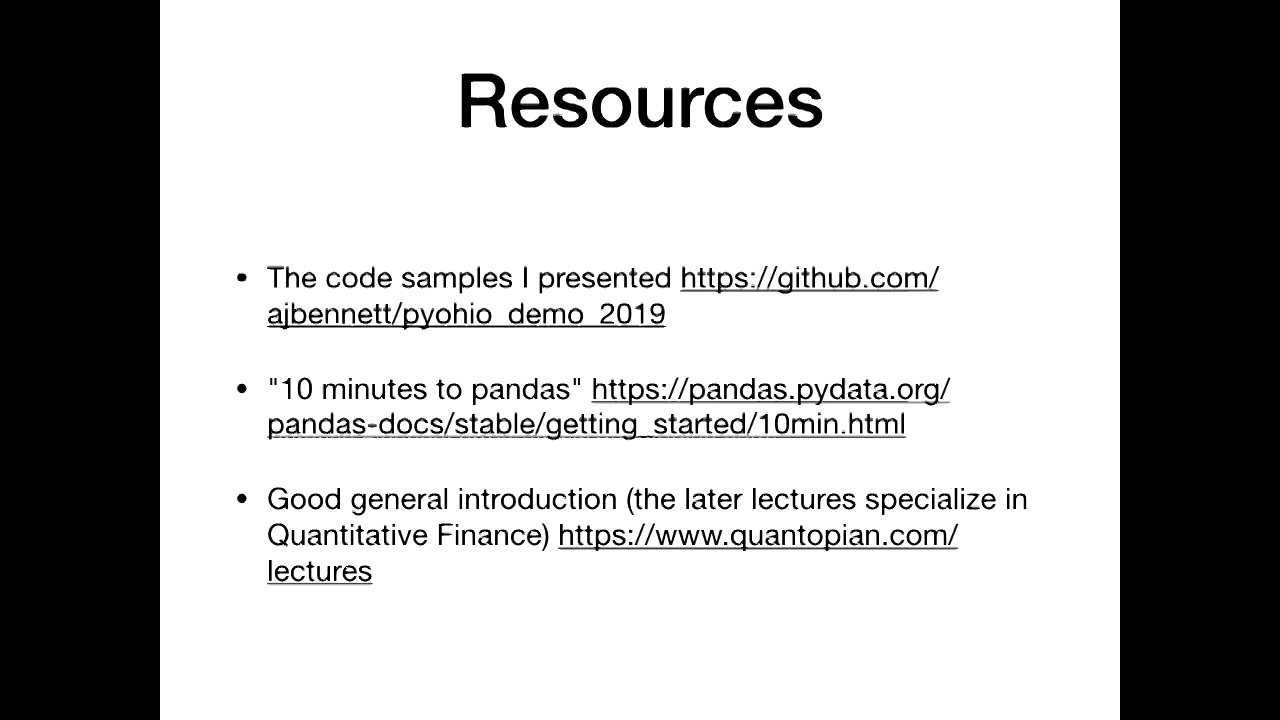 Resources
• The code samples I presented https://github.com/
ajbennett/pyohio_demo_2019
• "10 minutes to pandas" https://pandas.pydata.org/
pandas-docs/stable/getting_started/10min.html
• Good general introduction (the later lectures specialize in
Quantitative Finance) https://www.quantopian.com/
lectures